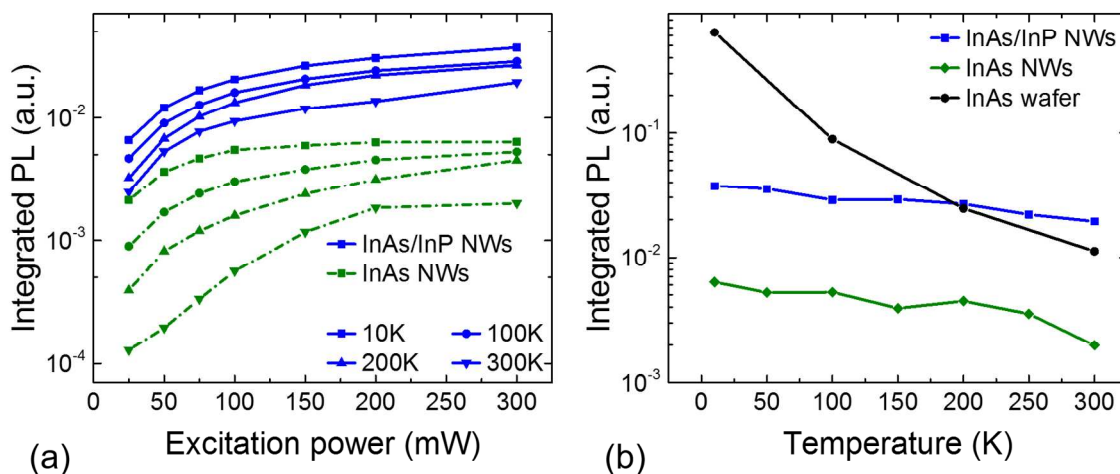 Integrated PL (a.u.)
10⁻²
10⁻³
10⁻⁴
InAs/InP NWs
InAs NWs
10K 100K
200K 300K
0 50 100 150 200 250 300
Excitation power (mW)
(a)
Integrated PL (a.u.)
10⁰
10⁻¹
10⁻²
10⁻³
InAs/InP NWs
InAs NWs
InAs wafer
0 50 100 150 200 250 300
Temperature (K)
(b)